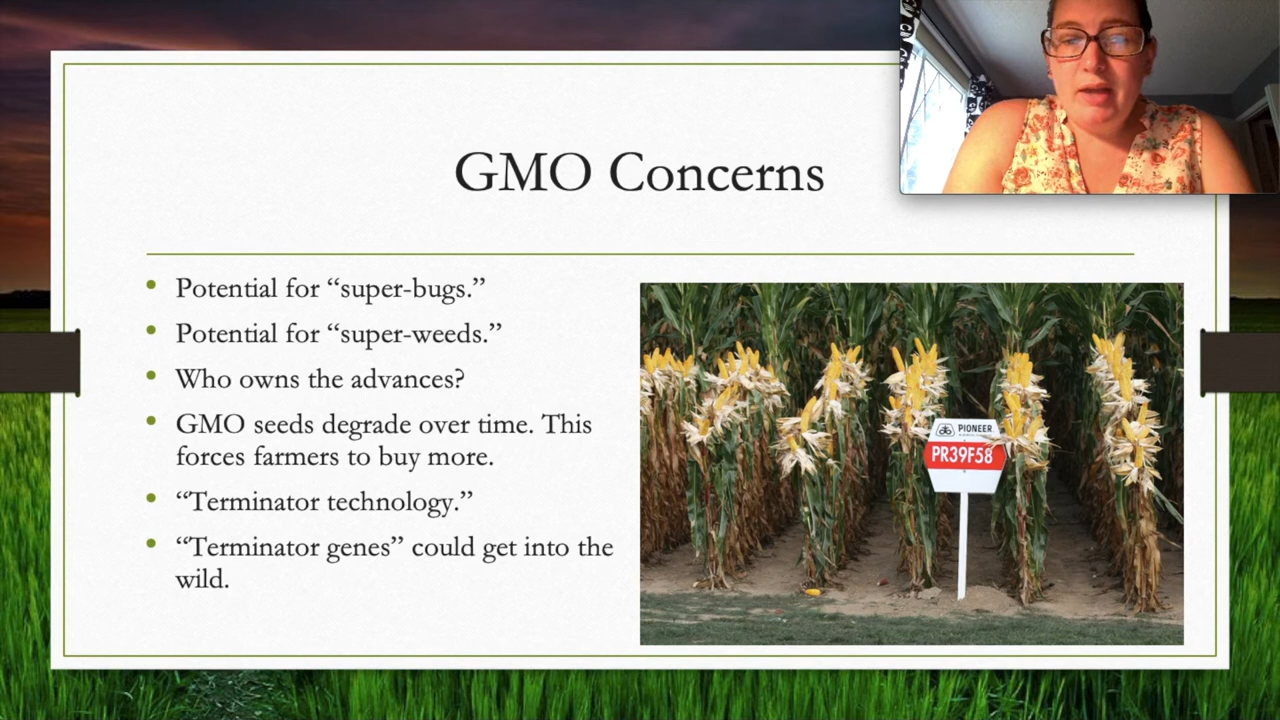 GMO Concerns
• Potential for “super-bugs.”
• Potential for “super-weeds.”
• Who owns the advances?
• GMO seeds degrade over time. This
forces farmers to buy more.
• “Terminator technology.”
• “Terminator genes” could get into the
wild.
PIONEER
PR39F58